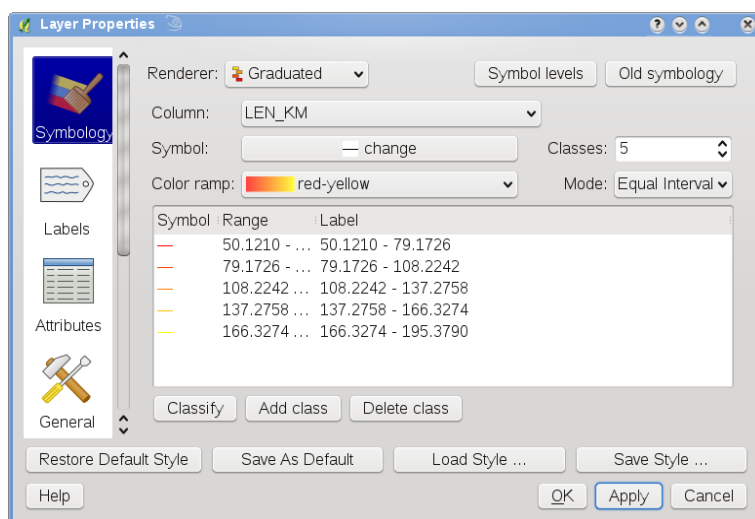 Layer Properties
?
Symbology
Labels
Attributes
General
Renderer: Graduated
Symbol levels
Old symbology
Column: LEN_KM
Symbol: — change
Classes: 5
Color ramp: red-yellow
Mode: Equal Interval
Symbol Range Label
50.1210 - ... 50.1210 - 79.1726
79.1726 - ... 79.1726 - 108.2242
108.2242 ... 108.2242 - 137.2758
137.2758 ... 137.2758 - 166.3274
166.3274 ... 166.3274 - 195.3790
Classify
Add class
Delete class
Restore Default Style
Save As Default
Load Style ...
Save Style ...
Help
OK
Apply
Cancel